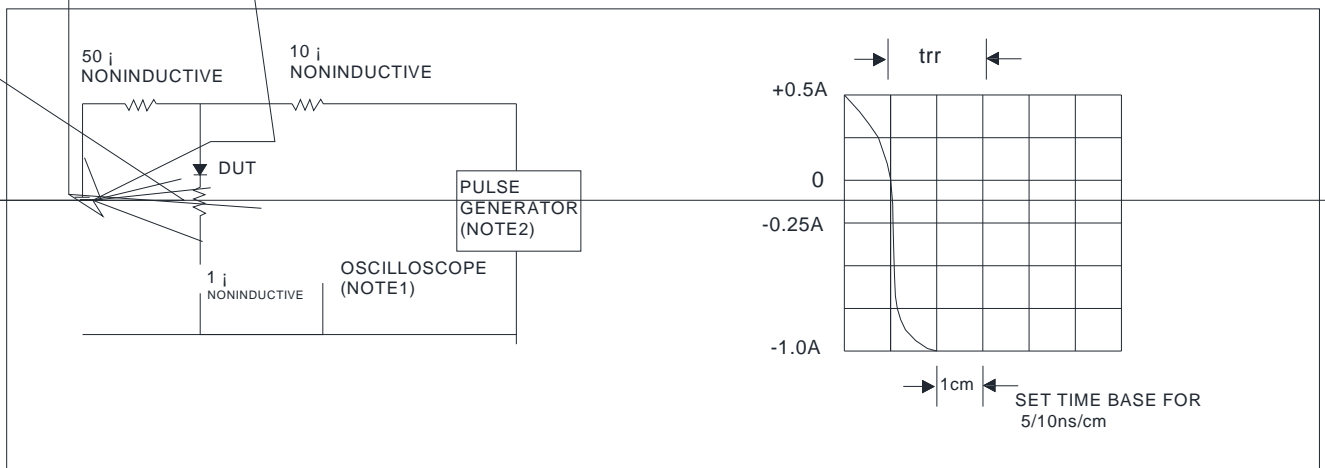 50 ¡
NONINDUCTIVE
10 ¡
NONINDUCTIVE
DUT
PULSE
GENERATOR
(NOTE2)
1 ¡
NONINDUCTIVE
OSCILLOSCOPE
(NOTE1)
trr
+0.5A
0
-0.25A
-1.0A
1cm
SET TIME BASE FOR
5/10ns/cm